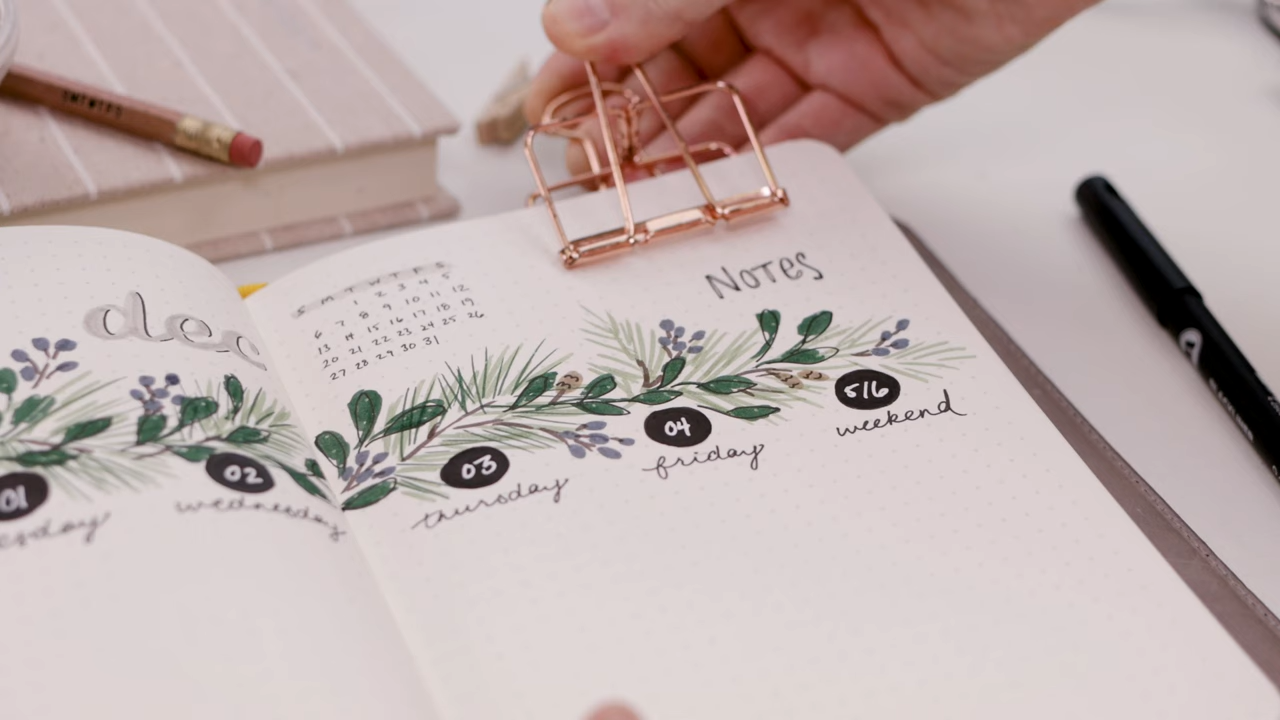 dec
S M T W T F S
1 2 3 4 5
6 7 8 9 10 11 12
13 14 15 16 17 18 19
20 21 22 23 24 25 26
27 28 29 30 31
NOTES
01
esday
02
wednesday
03
thursday
04
friday
5/6
weekend